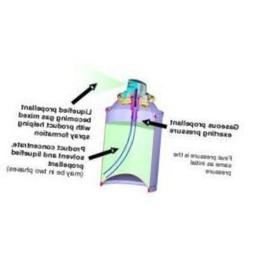 Liquefied propellant
becoming gas mixed
with product helping
spray formation
Product concentrate,
solvent and liquefied
propellant
(may be in two phases)
Gaseous propellant
exerting pressure
Final pressure is the
same as initial
pressure